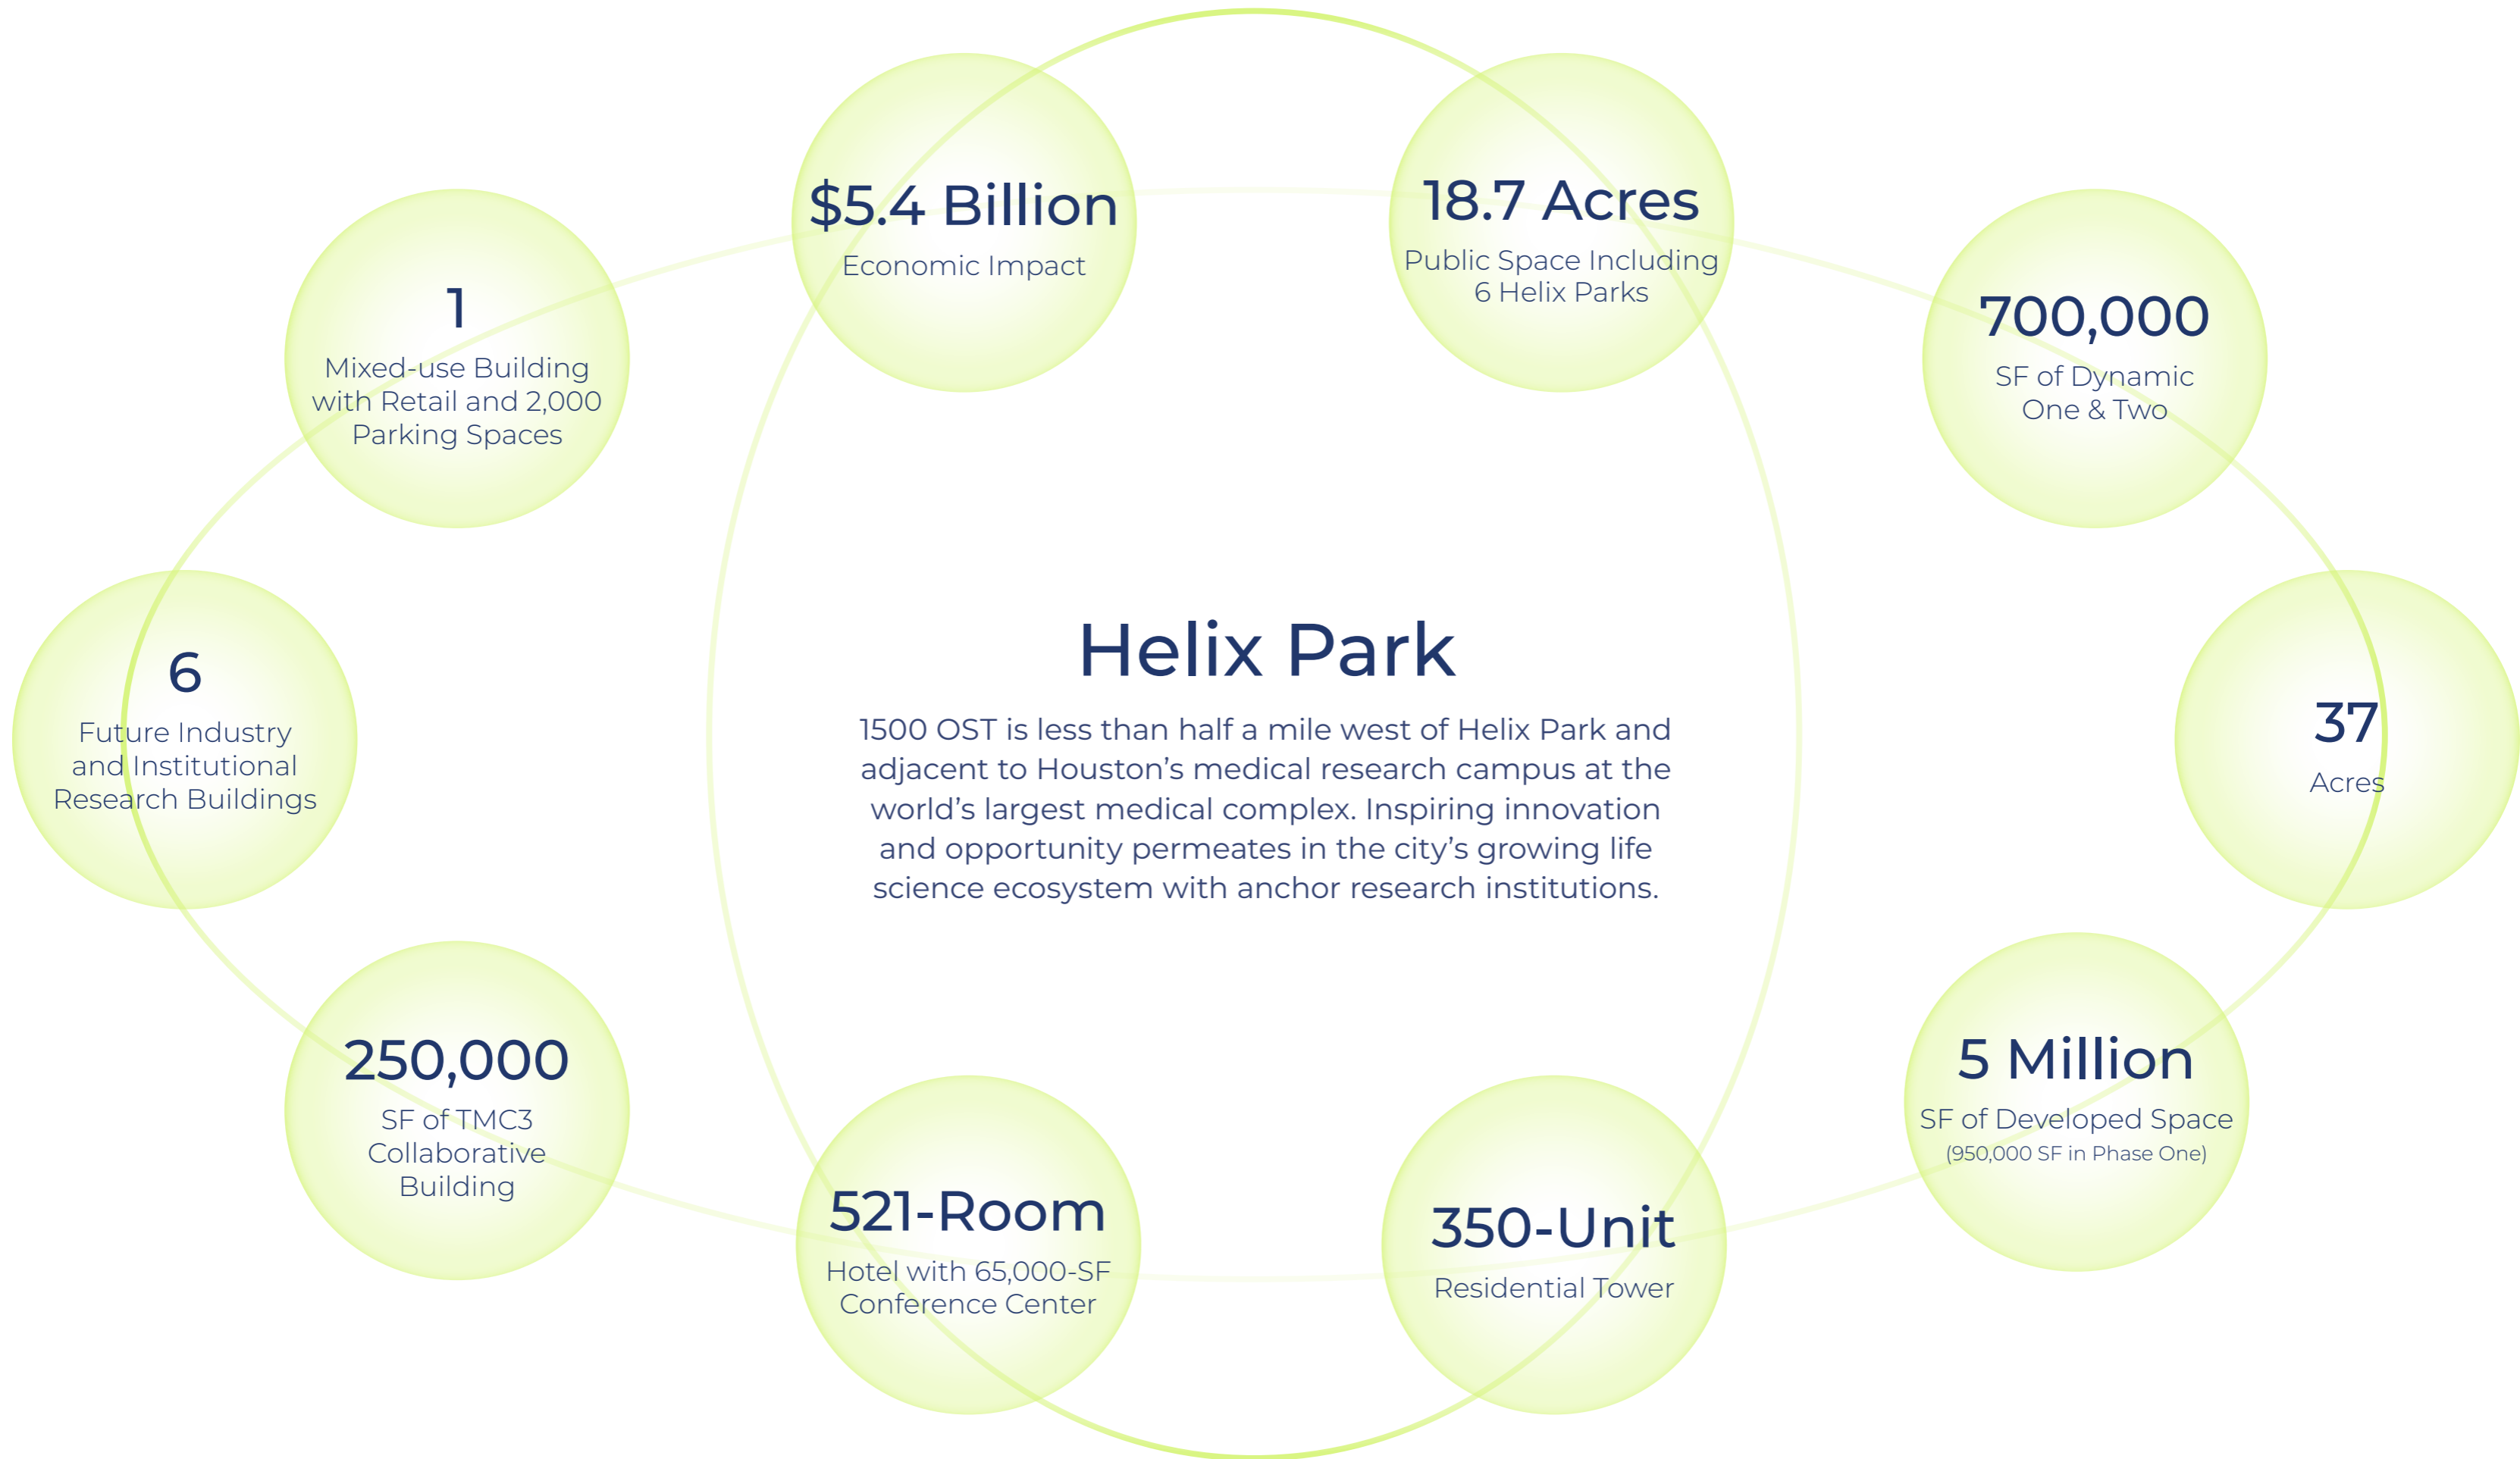 $5.4 Billion
Economic Impact
18.7 Acres
Public Space Including
6 Helix Parks
1
Mixed-use Building
with Retail and 2,000
Parking Spaces
700,000
SF of Dynamic
One & Two
6
Future Industry
and Institutional
Research Buildings
Helix Park
1500 OST is less than half a mile west of Helix Park and
adjacent to Houston’s medical research campus at the
world’s largest medical complex. Inspiring innovation
and opportunity permeates in the city’s growing life
science ecosystem with anchor research institutions.
37
Acres
250,000
SF of TMC3
Collaborative
Building
5 Million
SF of Developed Space
(950,000 SF in Phase One)
521-Room
Hotel with 65,000-SF
Conference Center
350-Unit
Residential Tower